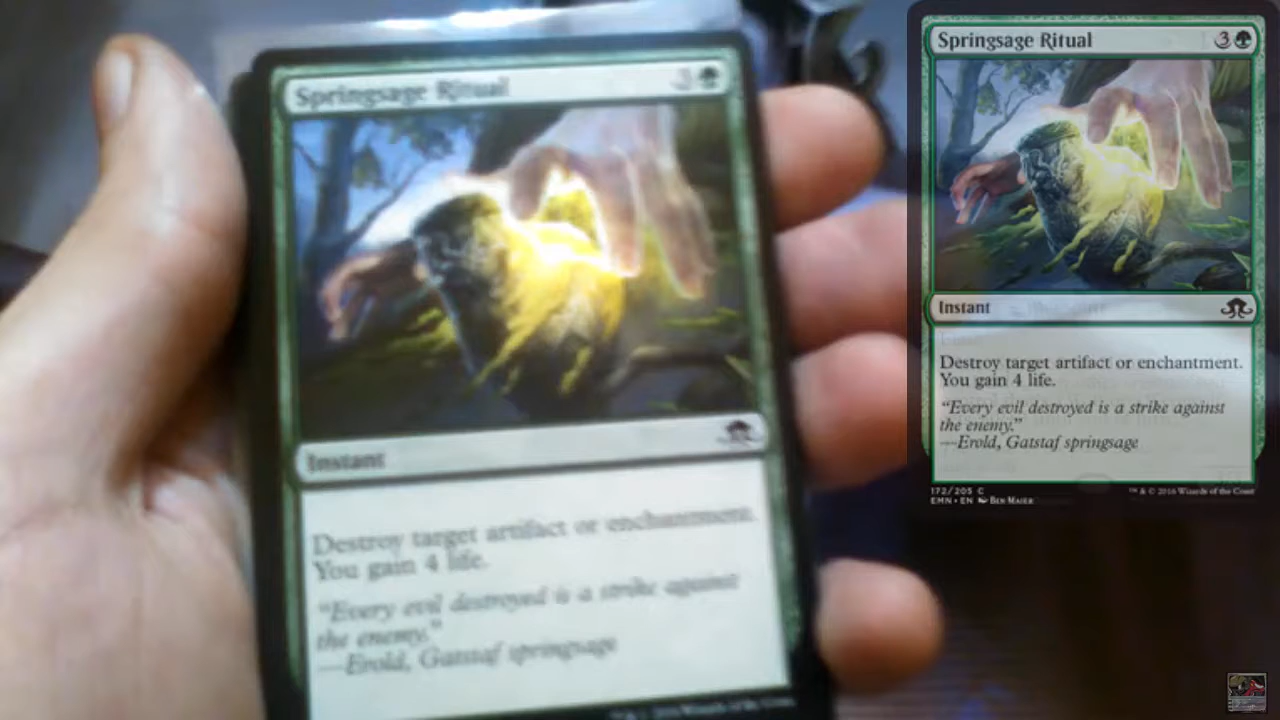 Springsage Ritual 3
Instant
Destroy target artifact or enchantment.
You gain 4 life.
"Every evil destroyed is a strike against
the enemy."
—Erold, Gatstaf springsage
Springsage Ritual 3
Instant
Destroy target artifact or enchantment.
You gain 4 life.
"Every evil destroyed is a strike against
the enemy."
—Erold, Gatstaf springsage
172/205 C
EMN • EN Ben Maier
™ & © 2016 Wizards of the Coast